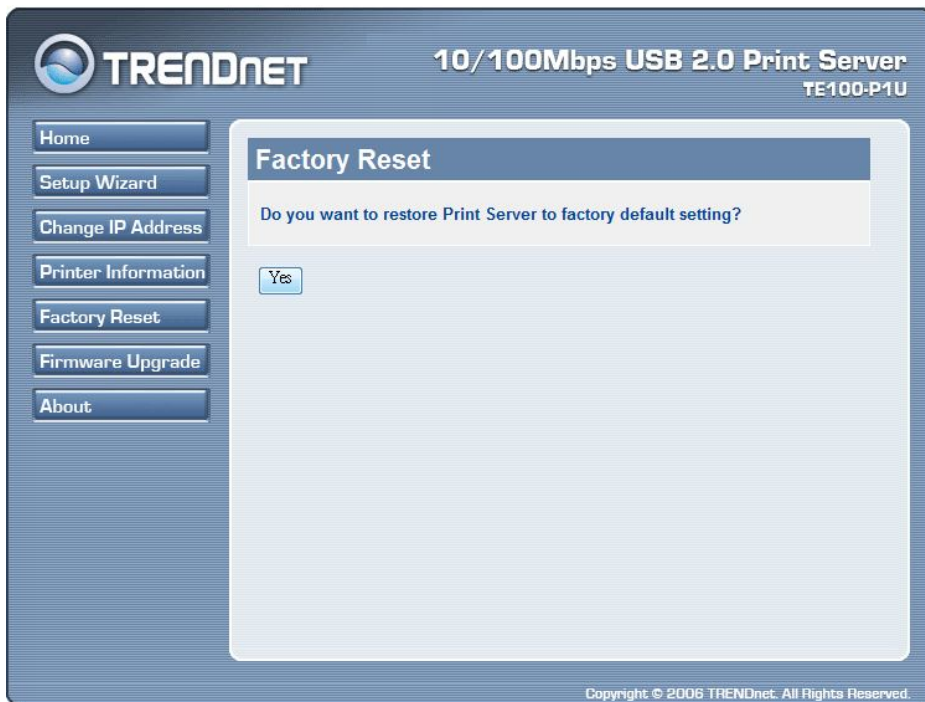 TRENDNET
10/100Mbps USB 2.0 Print Server
TE100-P1U
Home
Setup Wizard
Change IP Address
Printer Information
Factory Reset
Firmware Upgrade
About
Factory Reset
Do you want to restore Print Server to factory default setting?
Yes
Copyright © 2006 TRENDnet. All Rights Reserved.